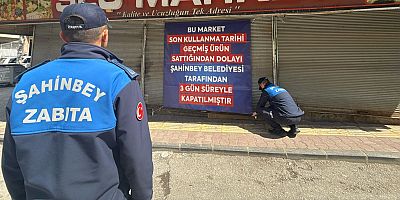 Kalite ve Ucuzluğun Tek Adresi
BU MARKET
SON KULLANMA TARİHİ
GEÇMİŞ ÜRÜN
SATTIĞINDAN DOLAYI
ŞAHİNBEY BELEDİYESİ
TARAFINDAN
3 GÜN SÜREYLE
KAPATILMIŞTIR
ŞAHİNBEY
ZABITA